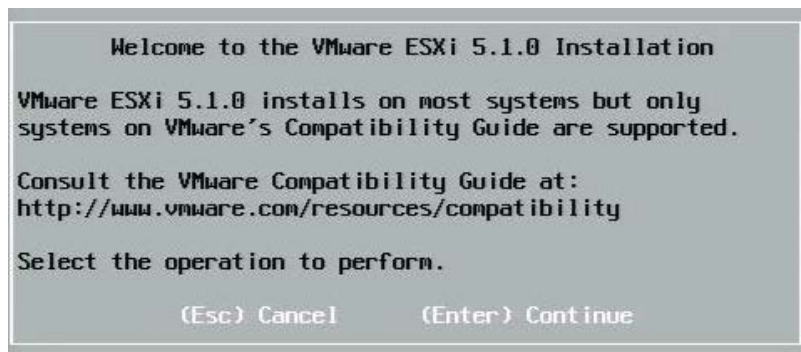 Welcome to the VMware ESXi 5.1.0 Installation
VMware ESXi 5.1.0 installs on most systems but only
systems on VMware's Compatibility Guide are supported.
Consult the VMware Compatibility Guide at:
http://www.vmware.com/resources/compatibility
Select the operation to perform.
(Esc) Cancel (Enter) Continue